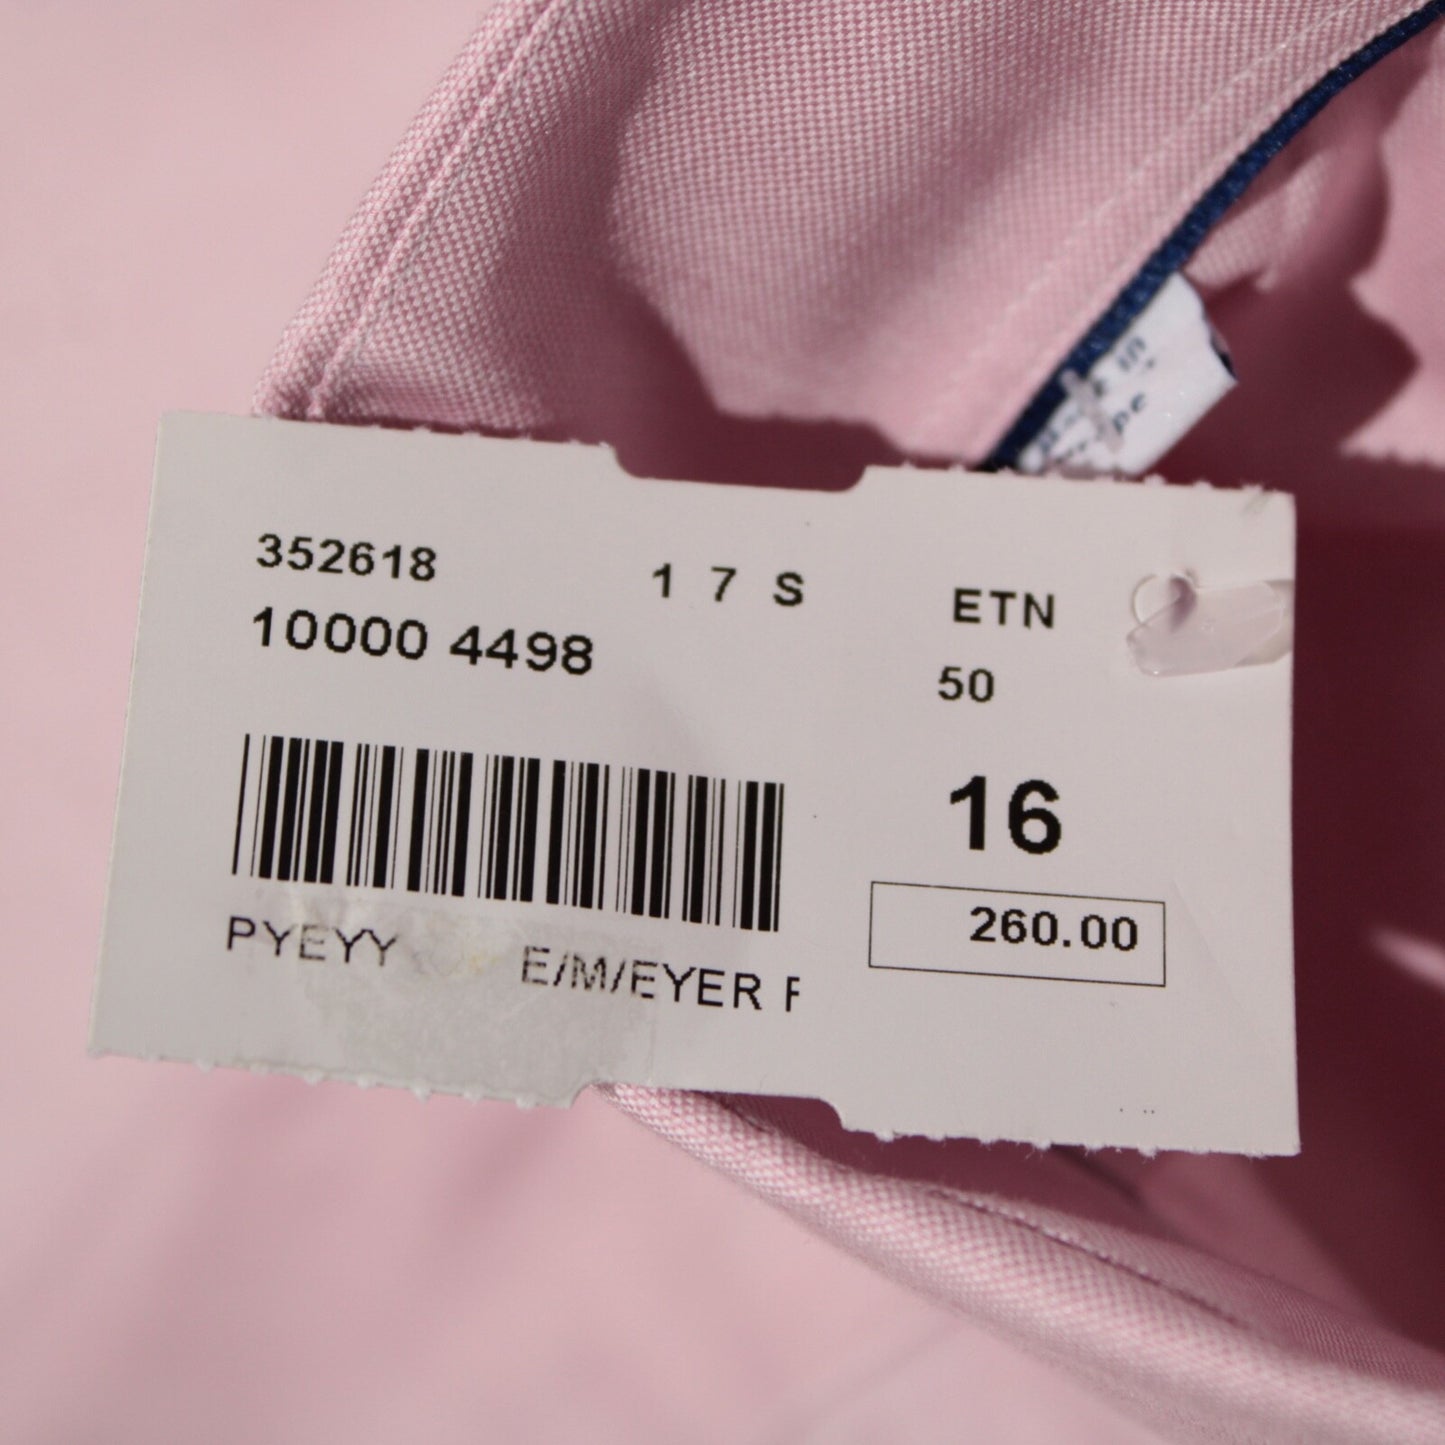 352618 1 7 S ETN
10000 4498 50
16
260.00
PYEYY E/M/EYER F